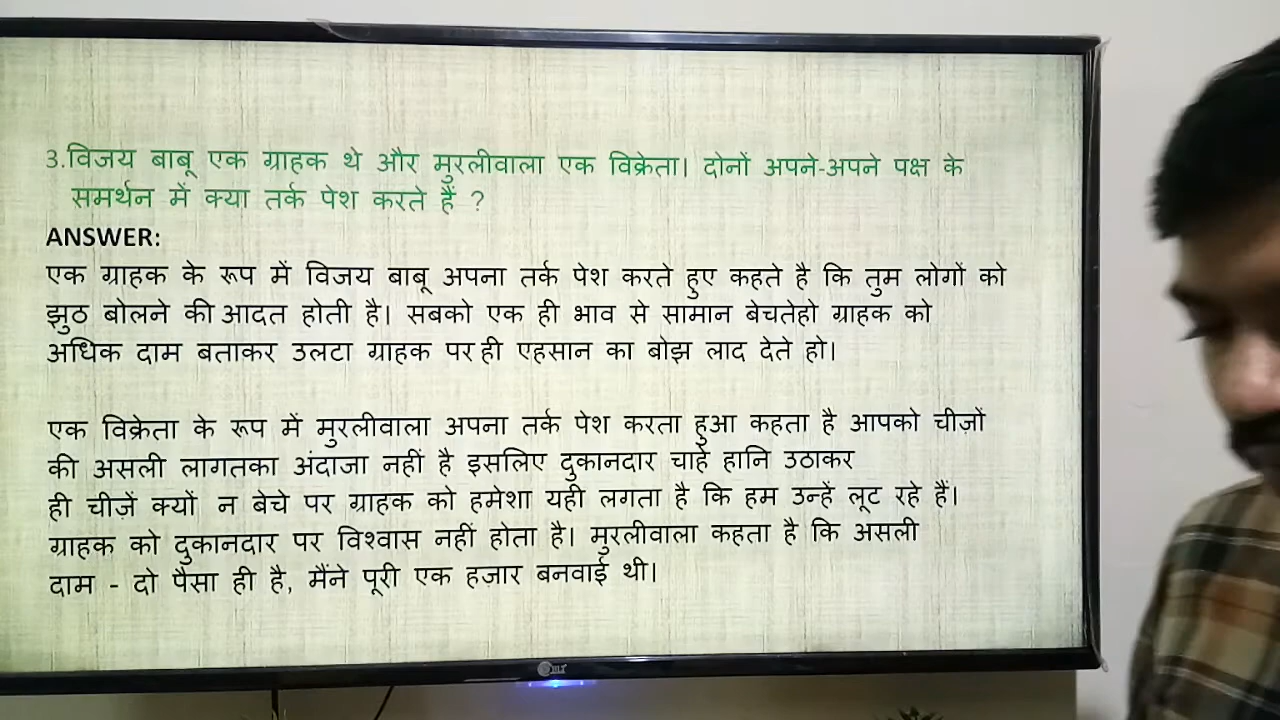 3.विजय बाबू एक ग्राहक थे और मुरलीवाला एक विक्रेता। दोनों अपने-अपने पक्ष के
समर्थन में क्या तर्क पेश करते हैं ?
ANSWER:
एक ग्राहक के रूप में विजय बाबू अपना तर्क पेश करते हुए कहते है कि तुम लोगों को
झुठ बोलने की आदत होती है। सबको एक ही भाव से सामान बेचतेहो ग्राहक को
अधिक दाम बताकर उलटा ग्राहक पर ही एहसान का बोझ लाद देते हो।
एक विक्रेता के रूप में मुरलीवाला अपना तर्क पेश करता हुआ कहता है आपको चीज़ों
की असली लागतका अंदाजा नहीं है इसलिए दुकानदार चाहे हानि उठाकर
ही चीज़ें क्यों न बेचे पर ग्राहक को हमेशा यही लगता है कि हम उन्हें लूट रहे हैं।
ग्राहक को दुकानदार पर विश्वास नहीं होता है। मुरलीवाला कहता है कि असली
दाम - दो पैसा ही है, मैंने पूरी एक हज़ार बनवाई थी।